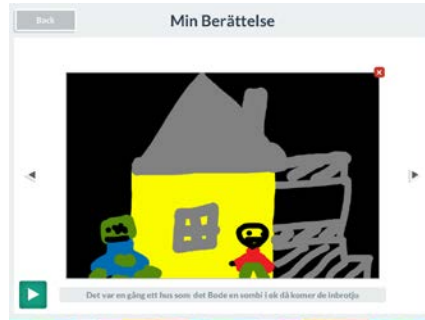 Back
Min Berättelse
Det var en gång ett hus som det Bode en sombi i ok då komer de inbrotju